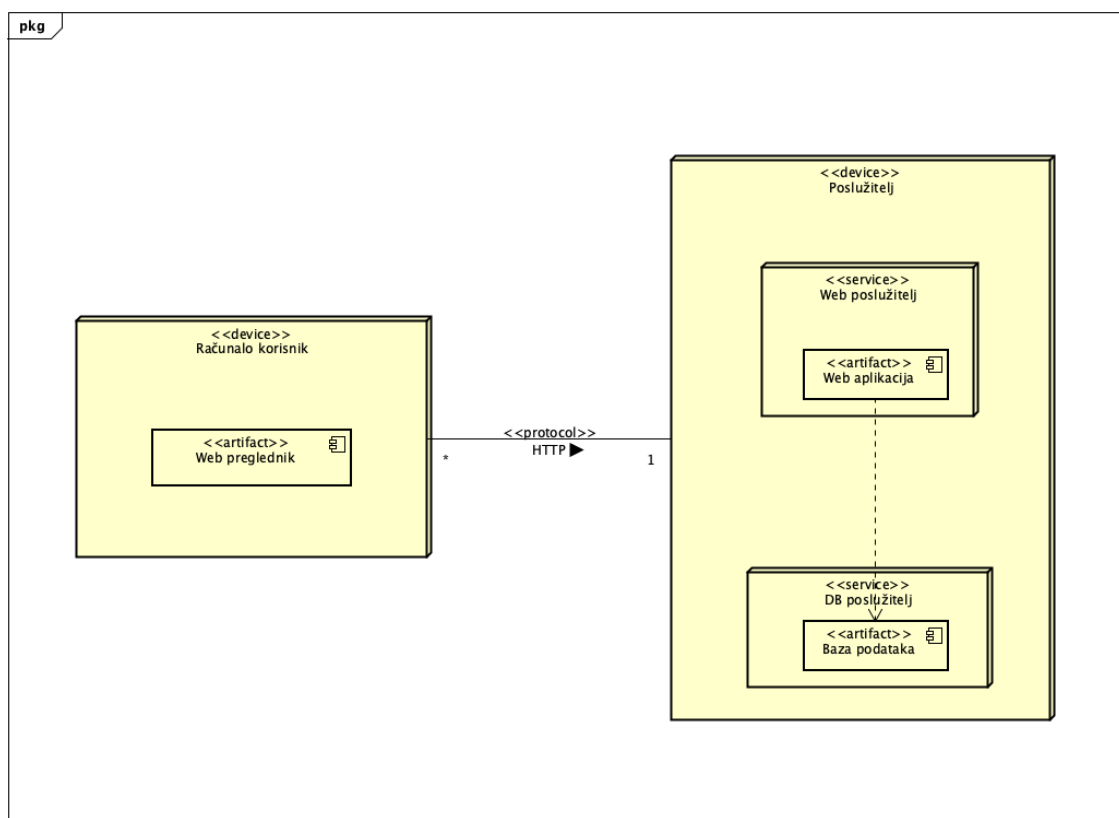 pkg
<<device>>
Poslužitelj
<<service>>
Web poslužitelj
<<artifact>>
Web aplikacija
<<device>>
Računalo korisnik
<<artifact>>
Web preglednik
<<protocol>>
HTTP
*
1
<<service>>
DB poslužitelj
<<artifact>>
Baza podataka